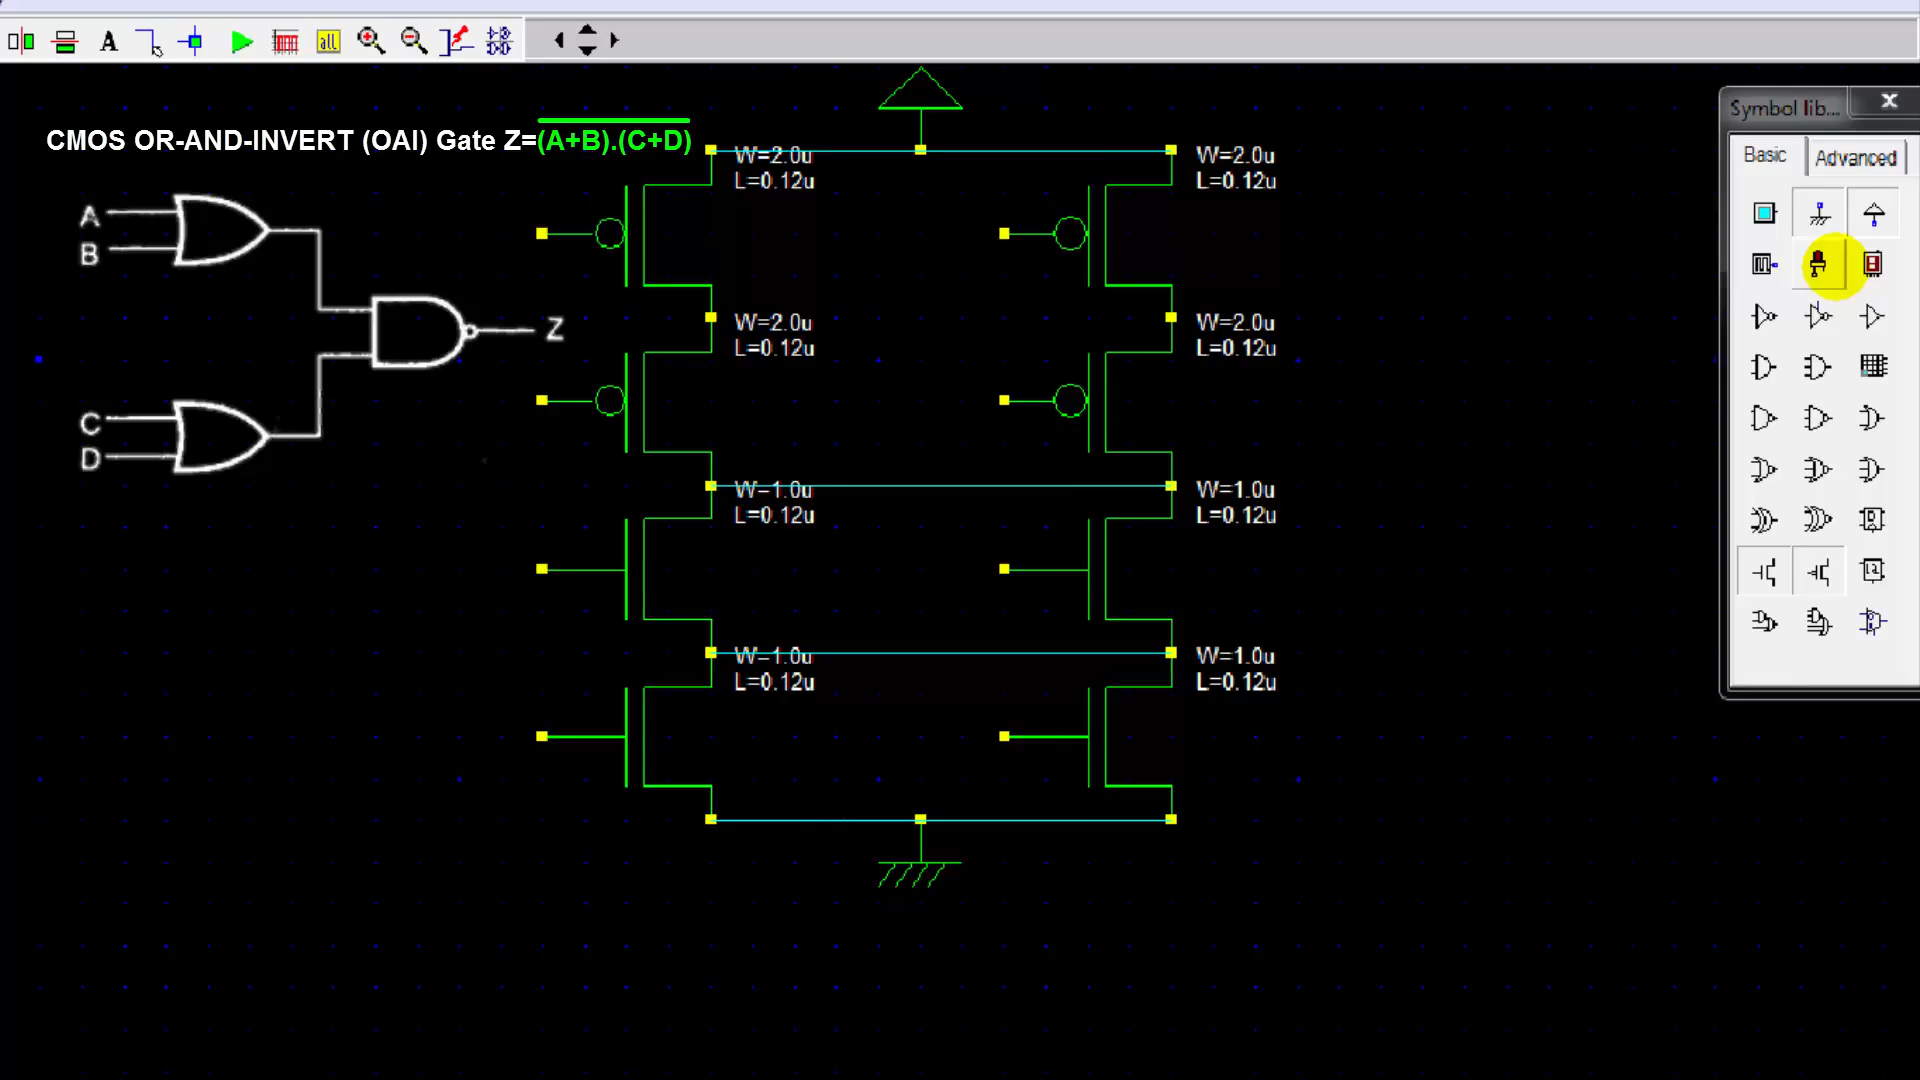 A
all
Symbol lib...
Basic
Advanced
CMOS OR-AND-INVERT (OAI) Gate Z=(A+B).(C+D)
W=2.0u
L=0.12u
W=2.0u
L=0.12u
A
B
Z
C
D
W=2.0u
L=0.12u
W=2.0u
L=0.12u
W=1.0u
L=0.12u
W=1.0u
L=0.12u
W=1.0u
L=0.12u
W=1.0u
L=0.12u